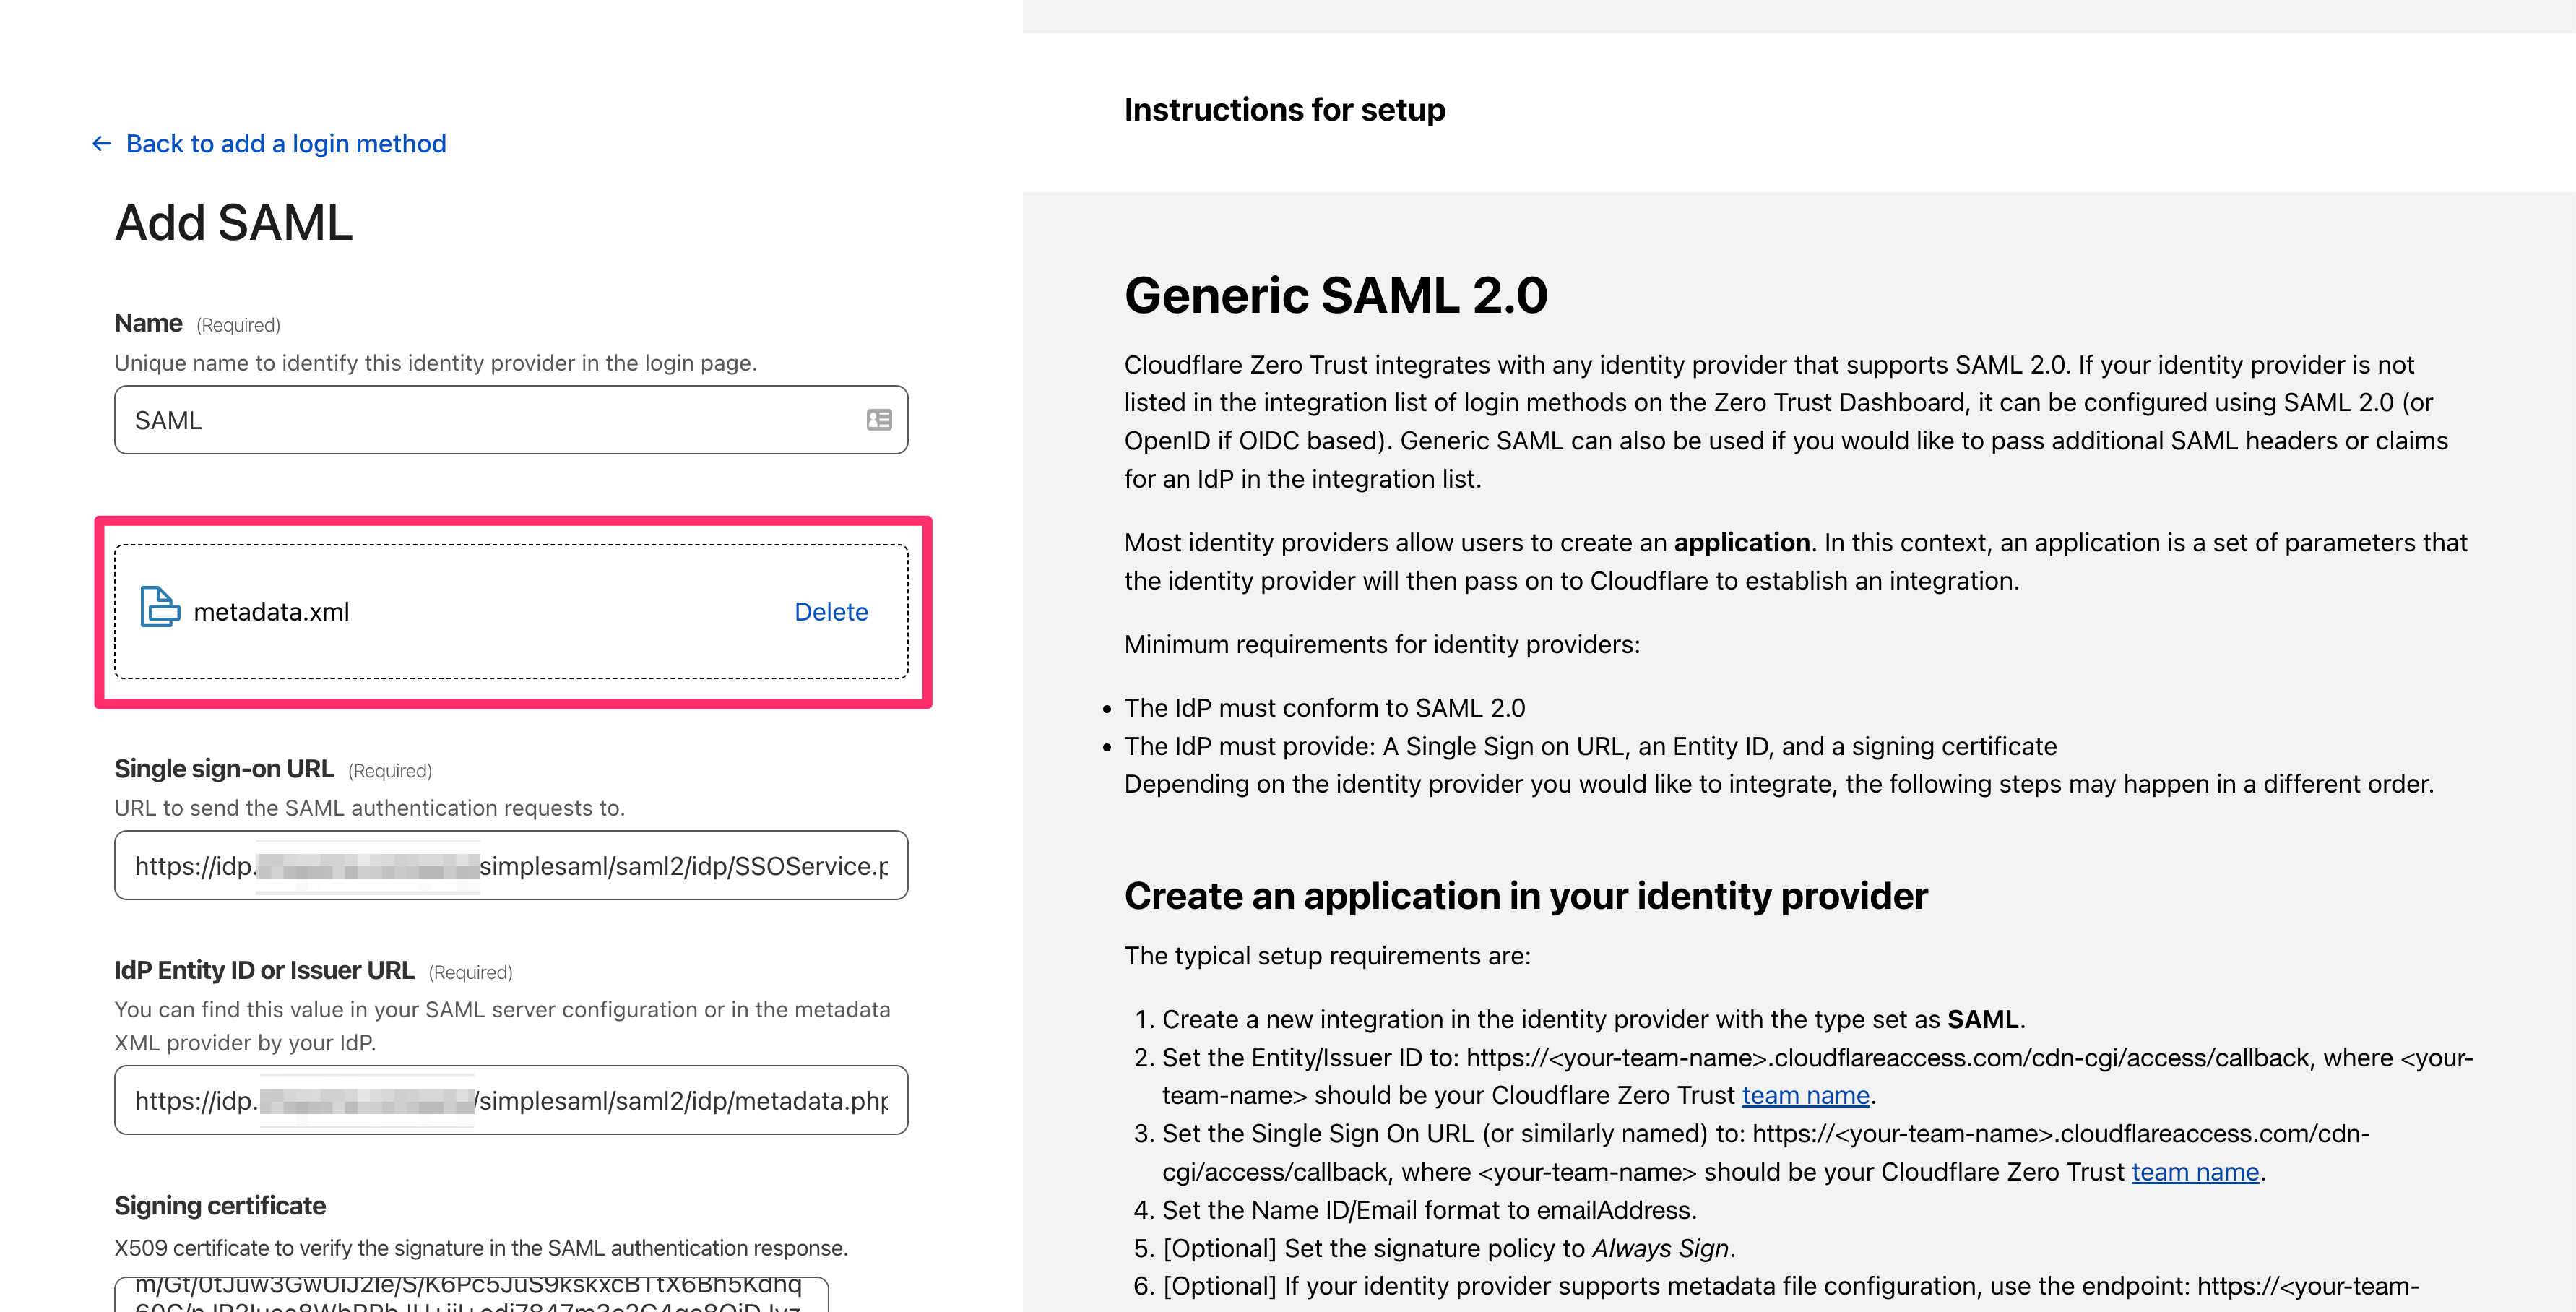 Back to add a login method
Add SAML
Name (Required)
Unique name to identify this identity provider in the login page.
SAML
metadata.xml
Delete
Single sign-on URL (Required)
URL to send the SAML authentication requests to.
https://idp. simplesaml/saml2/idp/SSOService.p
IdP Entity ID or Issuer URL (Required)
You can find this value in your SAML server configuration or in the metadata
XML provider by your IdP.
https://idp. /simplesaml/saml2/idp/metadata.php
Signing certificate
X509 certificate to verify the signature in the SAML authentication response.
Instructions for setup
Generic SAML 2.0
Cloudflare Zero Trust integrates with any identity provider that supports SAML 2.0. If your identity provider is not
listed in the integration list of login methods on the Zero Trust Dashboard, it can be configured using SAML 2.0 (or
OpenID if OIDC based). Generic SAML can also be used if you would like to pass additional SAML headers or claims
for an IdP in the integration list.
Most identity providers allow users to create an application. In this context, an application is a set of parameters that
the identity provider will then pass on to Cloudflare to establish an integration.
Minimum requirements for identity providers:
• The IdP must conform to SAML 2.0
• The IdP must provide: A Single Sign on URL, an Entity ID, and a signing certificate
Depending on the identity provider you would like to integrate, the following steps may happen in a different order.
Create an application in your identity provider
The typical setup requirements are:
1. Create a new integration in the identity provider with the type set as SAML.
2. Set the Entity/Issuer ID to: https://<your-team-name>.cloudflareaccess.com/cdn-cgi/access/callback, where <your-
team-name> should be your Cloudflare Zero Trust team name.
3. Set the Single Sign On URL (or similarly named) to: https://<your-team-name>.cloudflareaccess.com/cdn-
cgi/access/callback, where <your-team-name> should be your Cloudflare Zero Trust team name.
4. Set the Name ID/Email format to emailAddress.
5. [Optional] Set the signature policy to Always Sign.
6. [Optional] If your identity provider supports metadata file configuration, use the endpoint: https://<your-team-